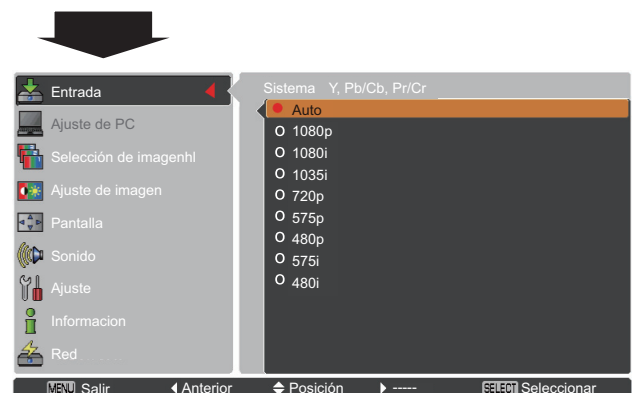 Entrada
Ajuste de PC
Selección de imagenhl
Ajuste de imagen
Pantalla
Sonido
Ajuste
Informacion
Red
Sistema Y, Pb/Cb, Pr/Cr
Auto
1080p
1080i
1035i
720p
575p
480p
575i
480i
MENU Salir Anterior Posición ----- SELECT Seleccionar